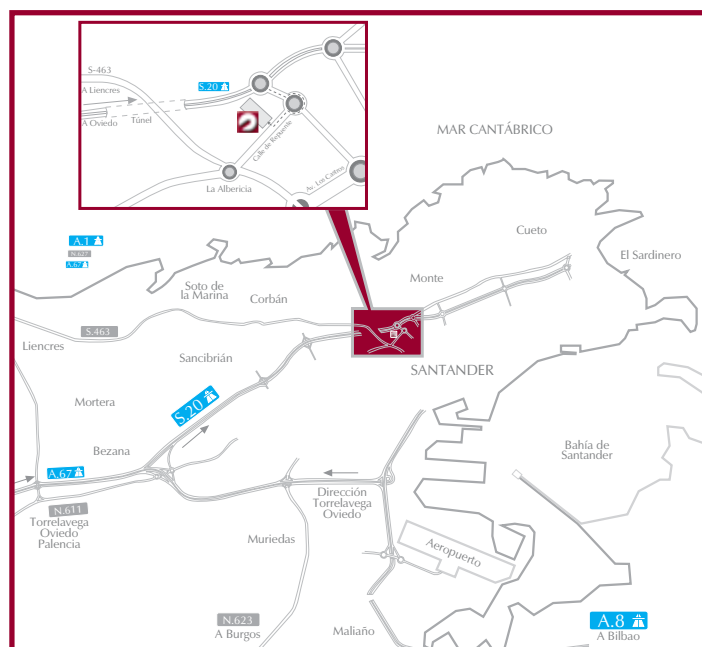 S-463
A Liencres
S.20
A Oviedo
Túnel
Calle de Repuente
La Albericia
Av. Los Castros
MAR CANTÁBRICO
A.1
N.627
A.67
Cueto
El Sardinero
Monte
Soto de
la Marina
Corbán
S.463
Liencres
Sancibrián
SANTANDER
Mortera
S.20
Bezana
Bahía de
Santander
A.67
N.611
Torrelavega
Oviedo
Palencia
Dirección
Torrelavega
Oviedo
Muriedas
Aeropuerto
N.623
A Burgos
Maliaño
A.8
A Bilbao